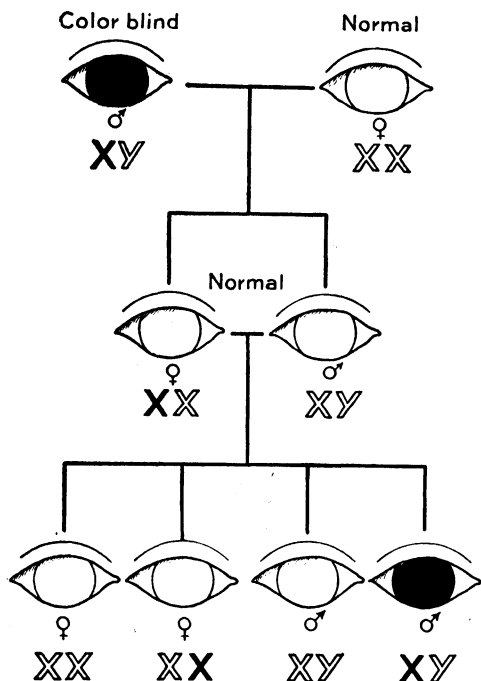 Color blind Normal
♂ ♀
XY XX
Normal
♀ ♂
XX XY
♀ ♀ ♂ ♂
XX XX XY XY